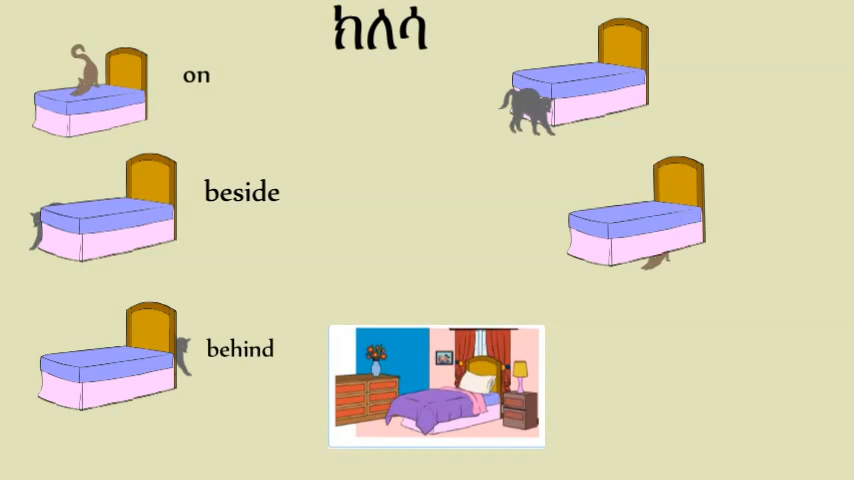 ክለሳ
on
beside
behind